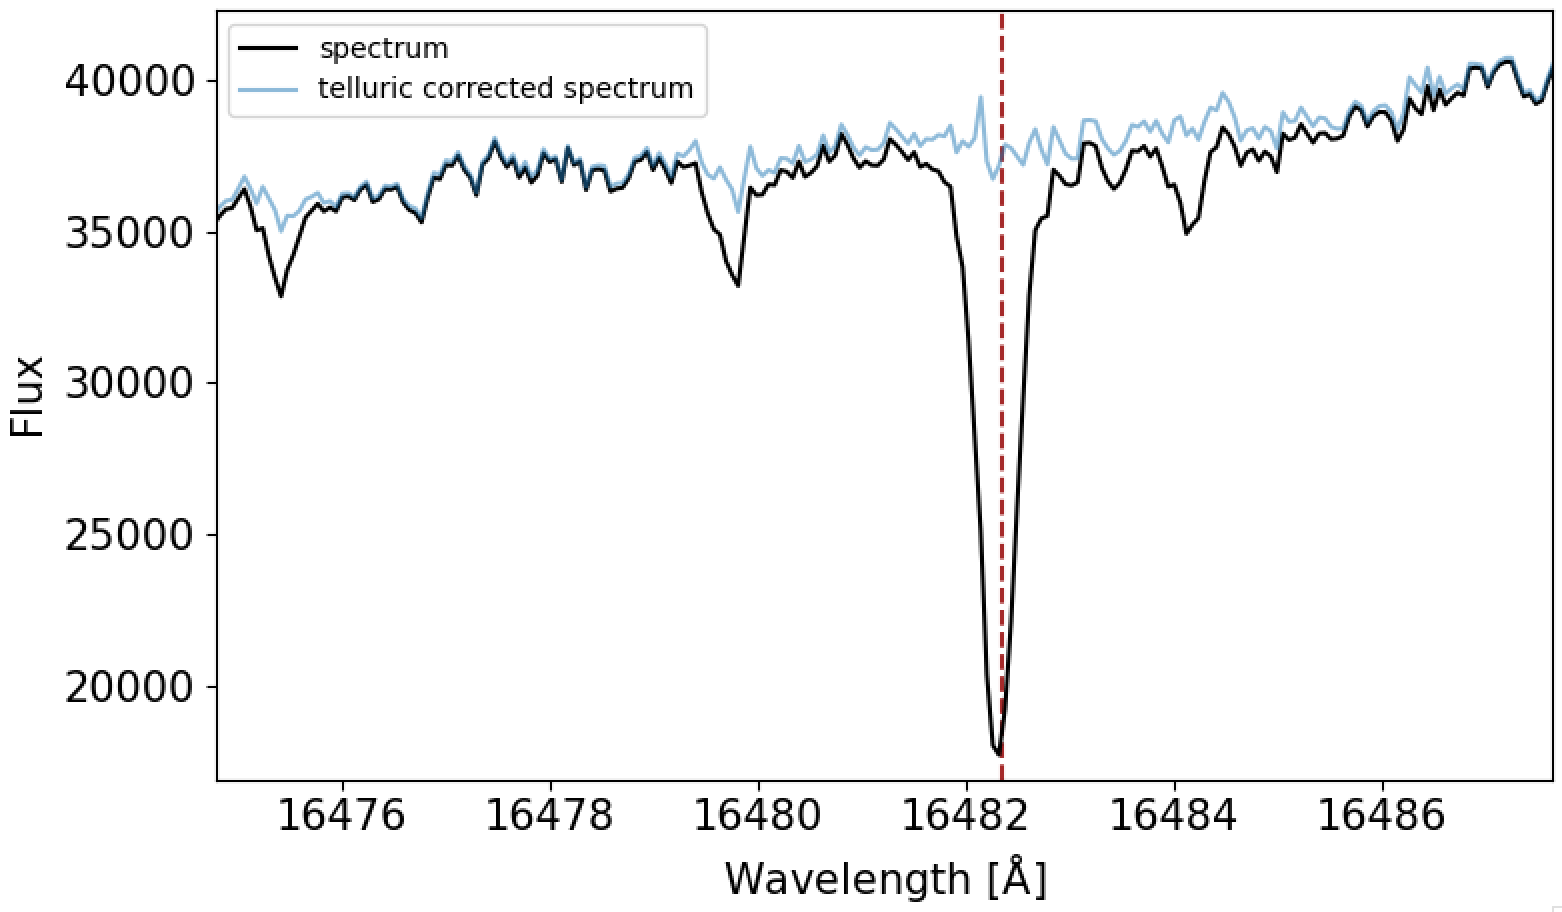 spectrum
telluric corrected spectrum
40000
35000
30000
25000
20000
Flux
16476 16478 16480 16482 16484 16486
Wavelength [Å]